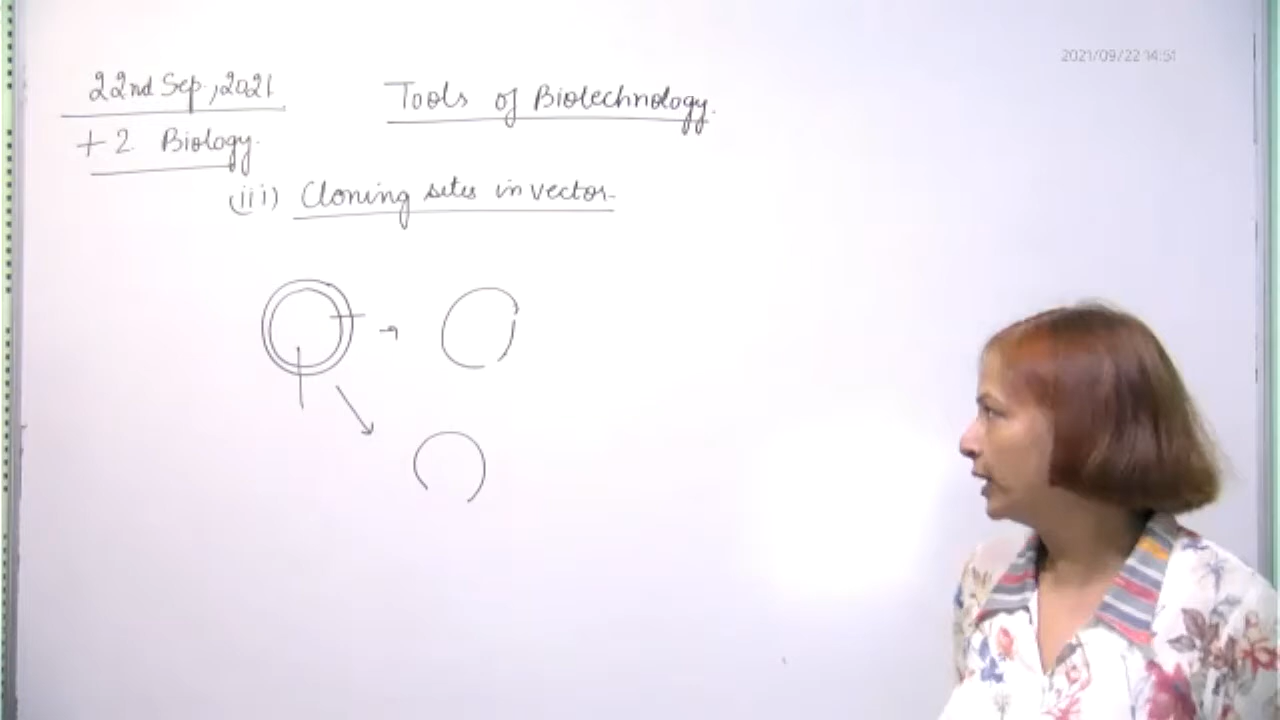 2021/09/22 14:51
22nd Sep, 2021
Tools of Biotechnology.
+2 Biology.
(iii) Cloning sites in vector.